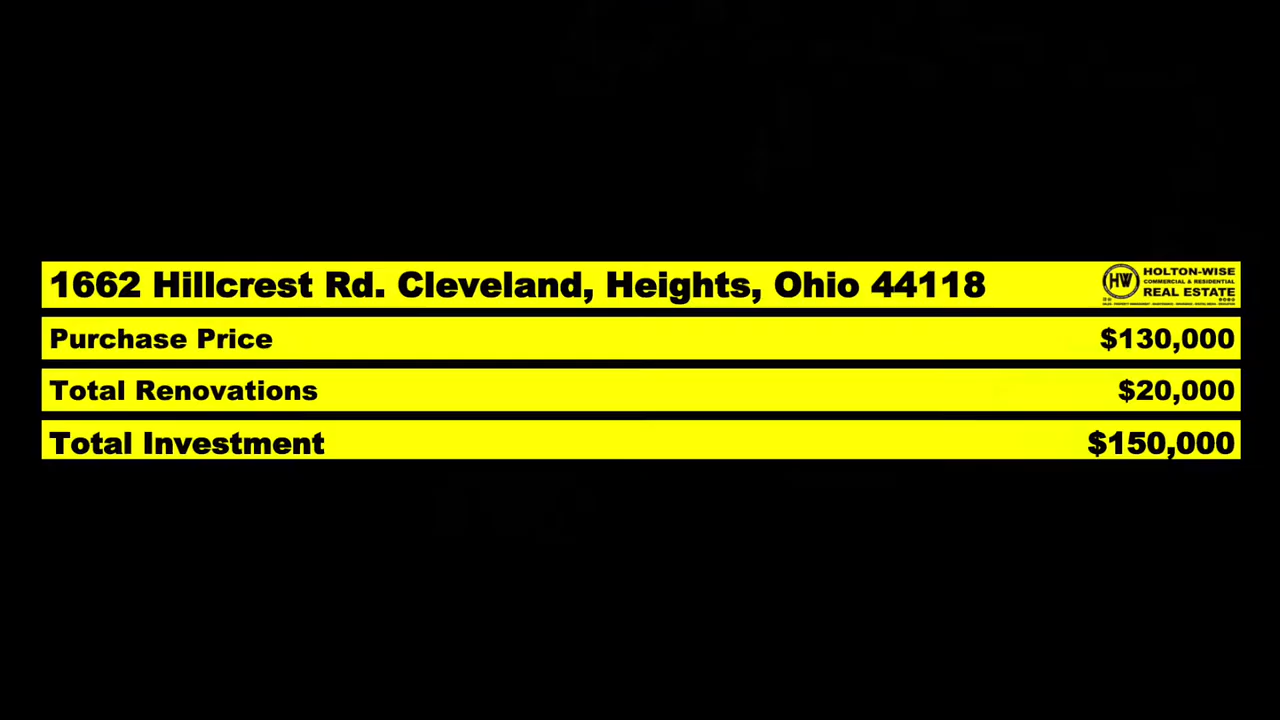 1662 Hillcrest Rd. Cleveland, Heights, Ohio 44118
HOLTON-WISE
COMMERCIAL & RESIDENTIAL
REAL ESTATE
HW
Purchase Price $130,000
Total Renovations $20,000
Total Investment $150,000